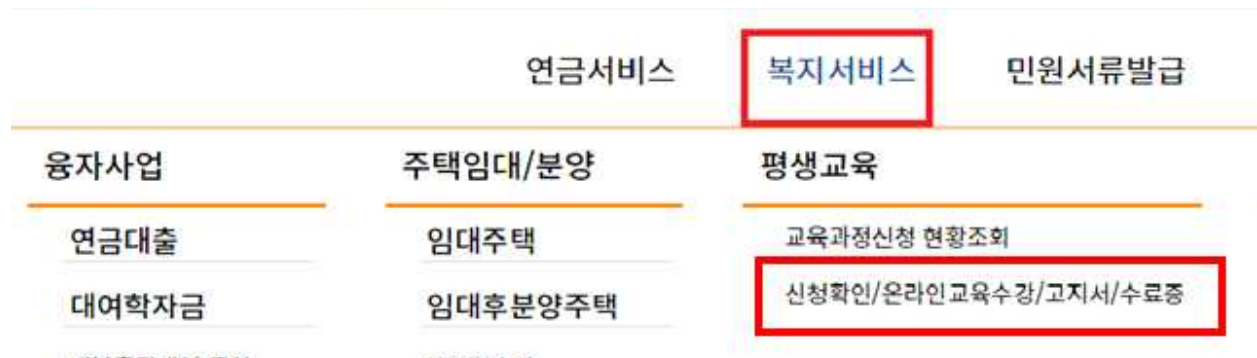 연금서비스 복지서비스 민원서류발급
융자사업 주택임대/분양 평생교육
연금대출 임대주택 교육과정신청 현황조회
대여학자금 임대후분양주택 신청확인/온라인교육수강/고지서/수료증